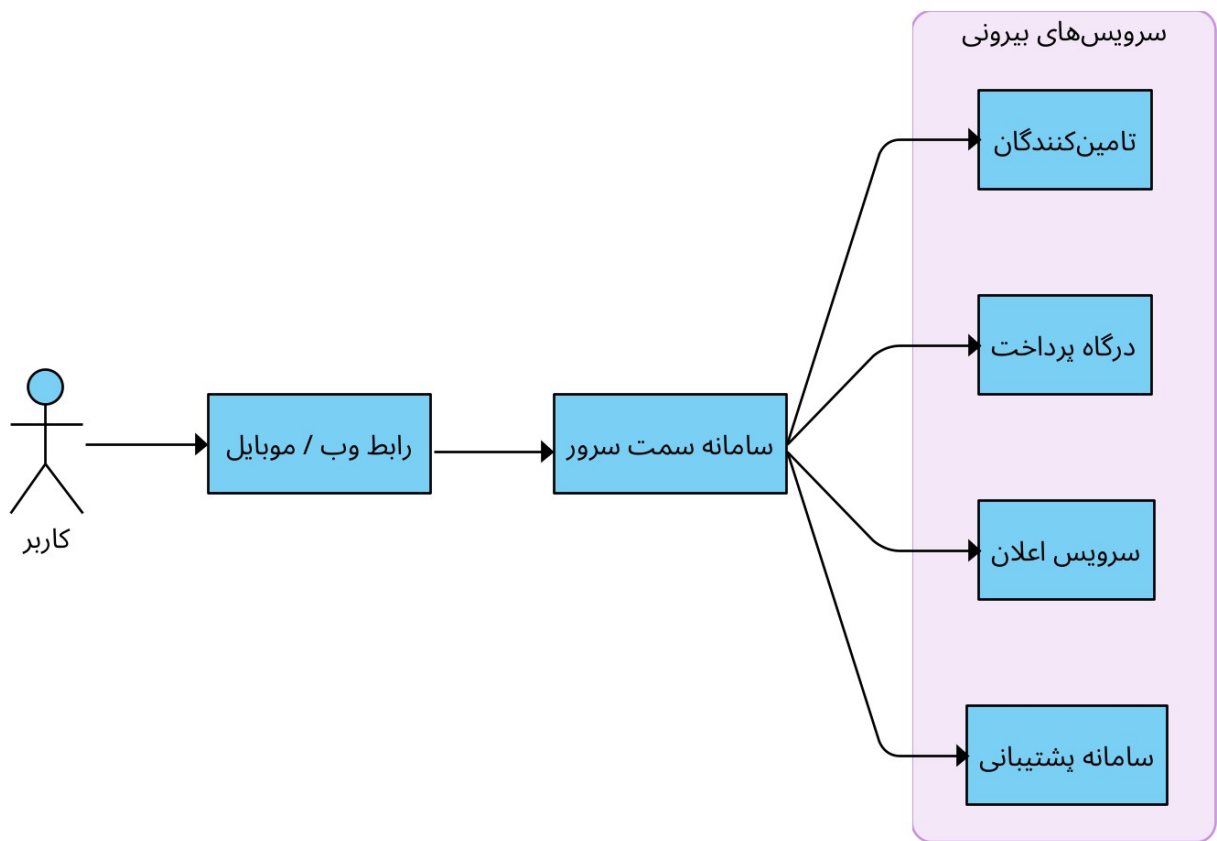 سرویس‌های بیرونی
تامین‌کنندگان
درگاه پرداخت
سرویس اعلان
سامانه پشتیبانی
سامانه سمت سرور
رابط وب / موبایل
کاربر